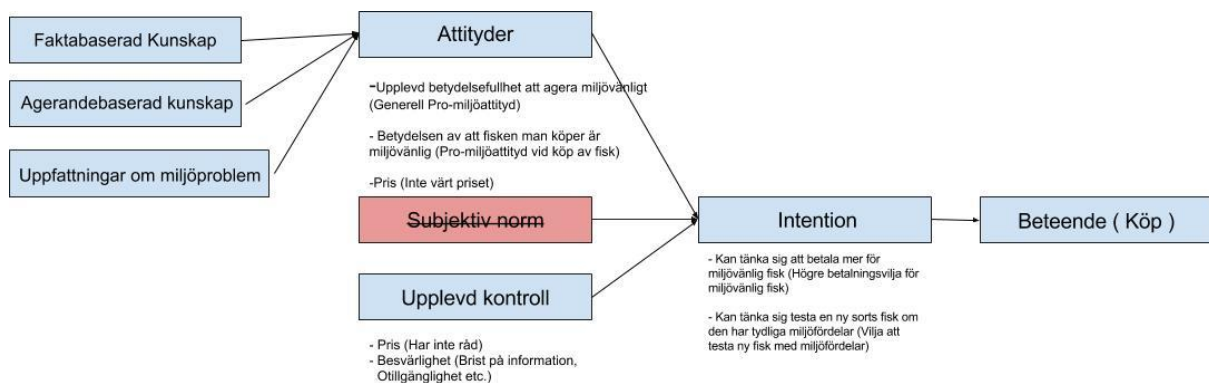 Faktabaserad Kunskap
Agerandebaserad kunskap
Uppfattningar om miljöproblem
Attityder
-Upplevd betydelsefullhet att agera miljövänligt
(Generell Pro-miljöattityd)
- Betydelsen av att fisken man köper är
miljövänlig (Pro-miljöattityd vid köp av fisk)
-Pris (Inte värt priset)
Subjektiv norm
Upplevd kontroll
- Pris (Har inte råd)
- Besvärlighet (Brist på information,
Otillgänglighet etc.)
Intention
- Kan tänka sig att betala mer för
miljövänlig fisk (Högre betalningsvilja för
miljövänlig fisk)
- Kan tänka sig testa en ny sorts fisk om
den har tydliga miljöfördelar (Vilja att
testa ny fisk med miljöfördelar)
Beteende ( Köp )